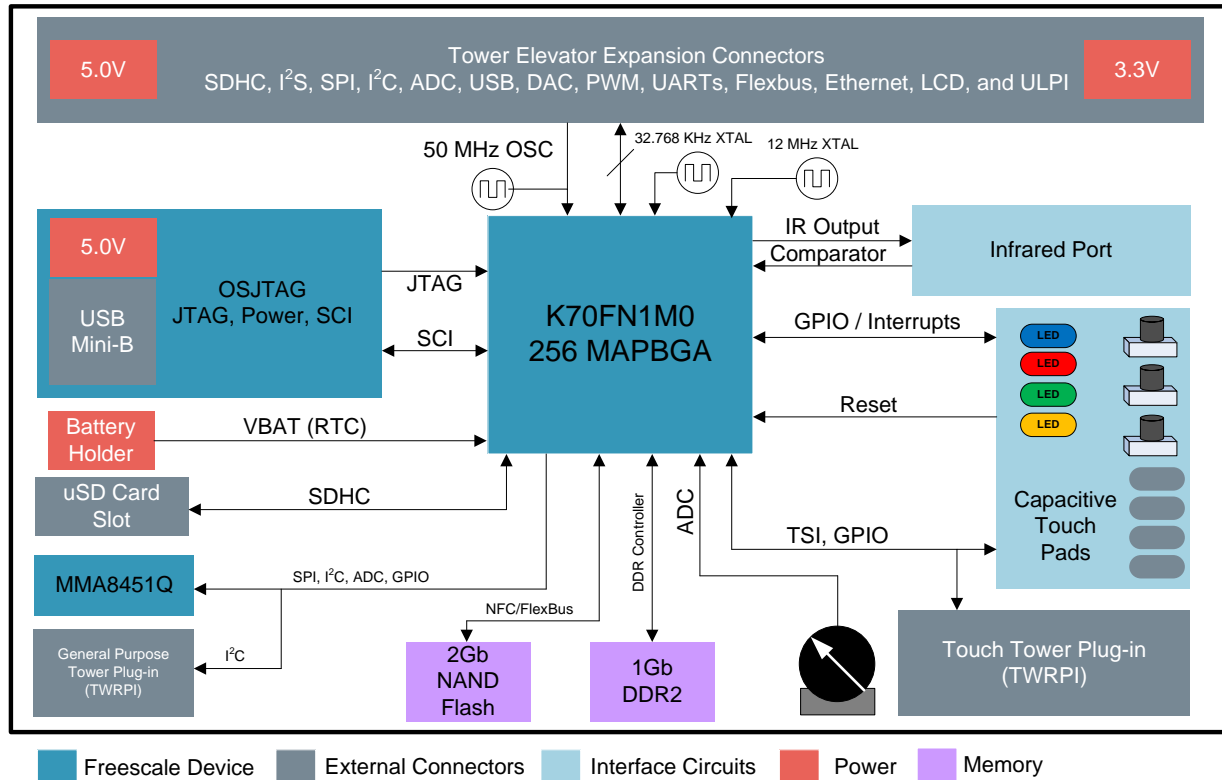 5.0V
Tower Elevator Expansion Connectors
SDHC, I²S, SPI, I²C, ADC, USB, DAC, PWM, UARTs, Flexbus, Ethernet, LCD, and ULPI
3.3V
50 MHz OSC
32.768 KHz XTAL
12 MHz XTAL
5.0V
USB
Mini-B
OSJTAG
JTAG, Power, SCI
JTAG
SCI
K70FN1M0
256 MAPBGA
IR Output
Comparator
Infrared Port
GPIO / Interrupts
Reset
LED
LED
LED
LED
Capacitive
Touch
Pads
Battery
Holder
VBAT (RTC)
uSD Card
Slot
SDHC
MMA8451Q
SPI, I²C, ADC, GPIO
General Purpose
Tower Plug-in
(TWRPI)
I²C
NFC/FlexBus
2Gb
NAND
Flash
DDR Controller
1Gb
DDR2
ADC
TSI, GPIO
Touch Tower Plug-in
(TWRPI)
Freescale Device
External Connectors
Interface Circuits
Power
Memory